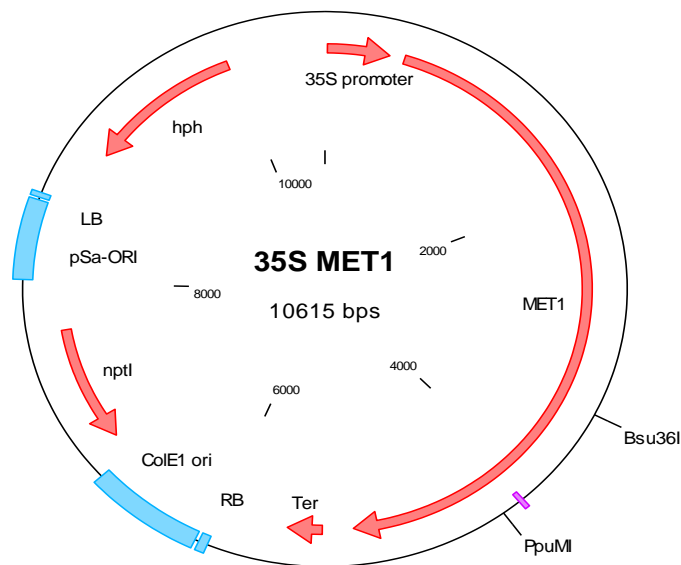 35S promoter
hph
10000
LB
pSa-ORI
35S MET1
2000
8000
10615 bps
MET1
nptI
6000
4000
Bsu36I
ColE1 ori
RB
Ter
PpuMI